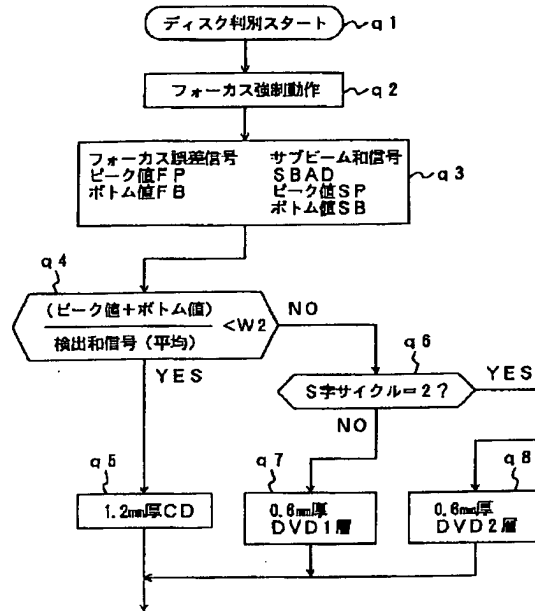 ディスク判別スタート
q1
フォーカス強制動作
q2
フォーカス誤差信号
ピーク値FP
ボトム値FB
サブビーム和信号
SBAD
ピーク値SP
ボトム値SB
q3
q4
(ピーク値+ボトム値)
検出和信号(平均)
<W2
NO
YES
q6
S字サイクル=2?
YES
NO
q5
1.2mm厚CD
q7
0.6mm厚
DVD1層
q8
0.6mm厚
DVD2層